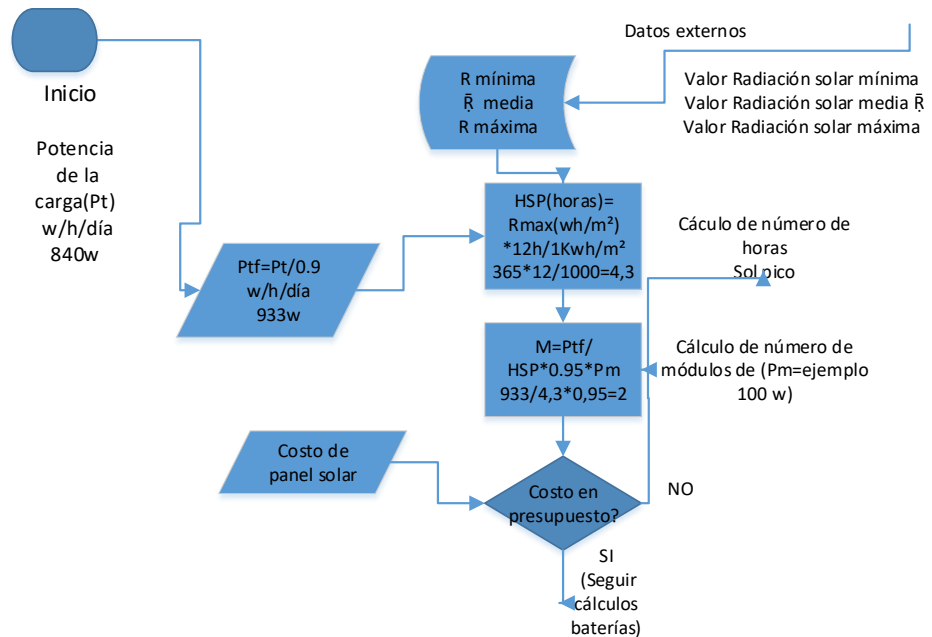 Inicio
Potencia
de la
carga(Pt)
w/h/día
840w
Ptf=Pt/0.9
w/h/día
933w
Datos externos
R mínima
Ṝ media
R máxima
Valor Radiación solar mínima
Valor Radiación solar media Ṝ
Valor Radiación solar máxima
HSP(horas)=
Rmax(wh/m²)
*12h/1Kwh/m²
365*12/1000=4,3
Cáculo de número de
horas
Sol pico
M=Ptf/
HSP*0.95*Pm
933/4,3*0,95=2
Cálculo de número de
módulos de (Pm=ejemplo
100 w)
Costo de
panel solar
Costo en
presupuesto?
NO
SI
(Seguir
cálculos
baterías)